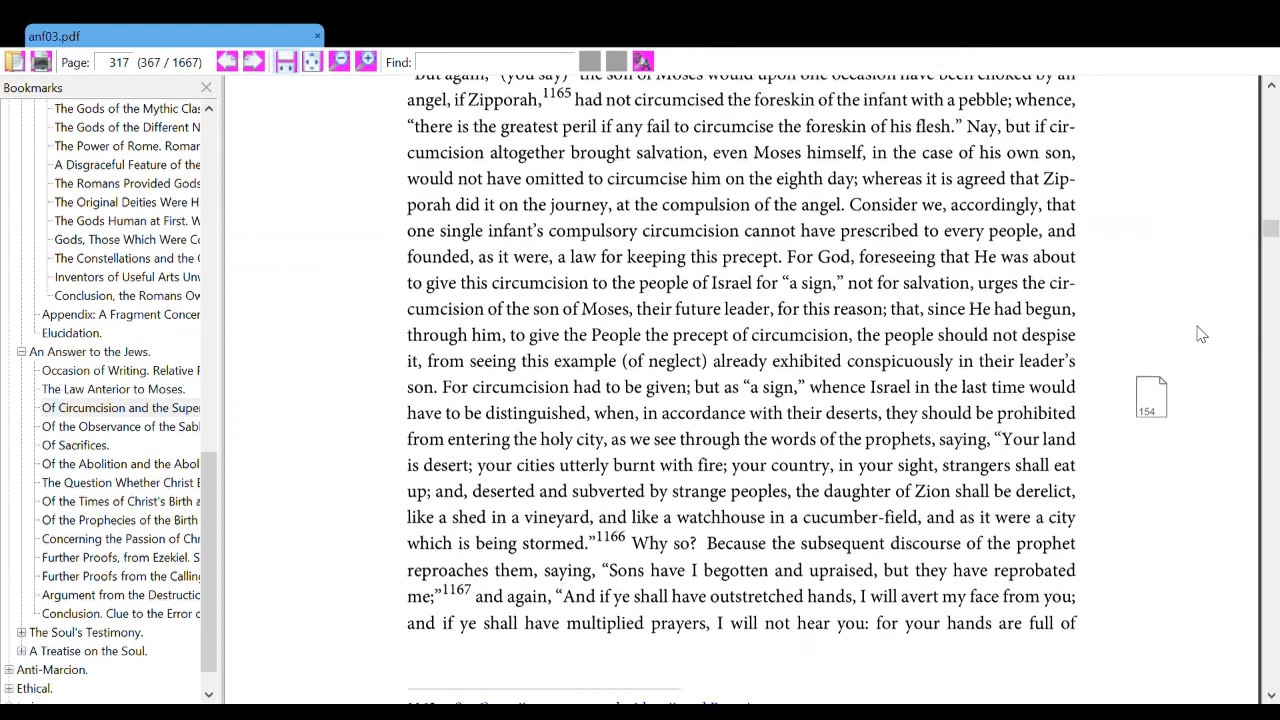 anf03.pdf
Page: 317 (367 / 1667) Find:
Bookmarks
The Gods of the Mythic Clas
The Gods of the Different N
The Power of Rome. Roman
A Disgraceful Feature of the
The Romans Provided Gods
The Original Deities Were H
The Gods Human at First. W
Gods, Those Which Were Co
The Constellations and the G
Inventors of Useful Arts Unv
Conclusion, the Romans Ow
Appendix: A Fragment Concer
Elucidation.
An Answer to the Jews.
Occasion of Writing. Relative P
The Law Anterior to Moses.
Of Circumcision and the Super
Of the Observance of the Sab
Of Sacrifices.
Of the Abolition and the Abol
The Question Whether Christ B
Of the Times of Christ's Birth a
Of the Prophecies of the Birth
Concerning the Passion of Chr
Further Proofs, from Ezekiel. S
Further Proofs from the Calling
Argument from the Destructio
Conclusion. Clue to the Error o
The Soul's Testimony.
A Treatise on the Soul.
Anti-Marcion.
Ethical.
“But again,” (you say) “the son of Moses would upon one occasion have been choked by an
angel, if Zipporah,1165 had not circumcised the foreskin of the infant with a pebble; whence,
“there is the greatest peril if any fail to circumcise the foreskin of his flesh.” Nay, but if cir-
cumcision altogether brought salvation, even Moses himself, in the case of his own son,
would not have omitted to circumcise him on the eighth day; whereas it is agreed that Zip-
porah did it on the journey, at the compulsion of the angel. Consider we, accordingly, that
one single infant’s compulsory circumcision cannot have prescribed to every people, and
founded, as it were, a law for keeping this precept. For God, foreseeing that He was about
to give this circumcision to the people of Israel for “a sign,” not for salvation, urges the cir-
cumcision of the son of Moses, their future leader, for this reason; that, since He had begun,
through him, to give the People the precept of circumcision, the people should not despise
it, from seeing this example (of neglect) already exhibited conspicuously in their leader’s
son. For circumcision had to be given; but as “a sign,” whence Israel in the last time would
have to be distinguished, when, in accordance with their deserts, they should be prohibited
from entering the holy city, as we see through the words of the prophets, saying, “Your land
is desert; your cities utterly burnt with fire; your country, in your sight, strangers shall eat
up; and, deserted and subverted by strange peoples, the daughter of Zion shall be derelict,
like a shed in a vineyard, and like a watchhouse in a cucumber-field, and as it were a city
which is being stormed.”1166 Why so? Because the subsequent discourse of the prophet
reproaches them, saying, “Sons have I begotten and upraised, but they have reprobated
me;”1167 and again, “And if ye shall have outstretched hands, I will avert my face from you;
and if ye shall have multiplied prayers, I will not hear you: for your hands are full of
154